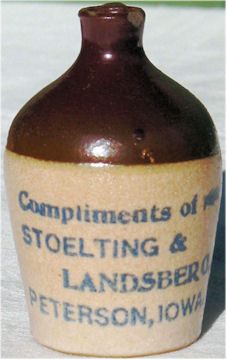 Compliments of
STOELTING &
LANDSBERG
PETERSON, IOWA